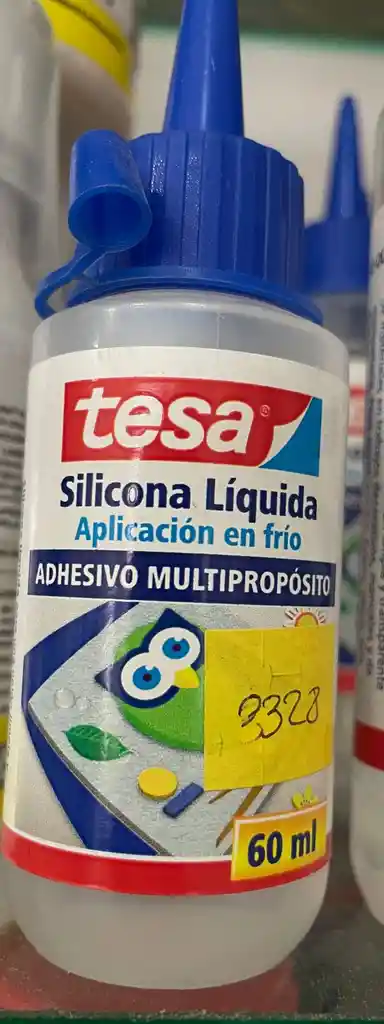 tesa®
Silicona Líquida
Aplicación en frío
ADHESIVO MULTIPROPÓSITO
2328
60 ml